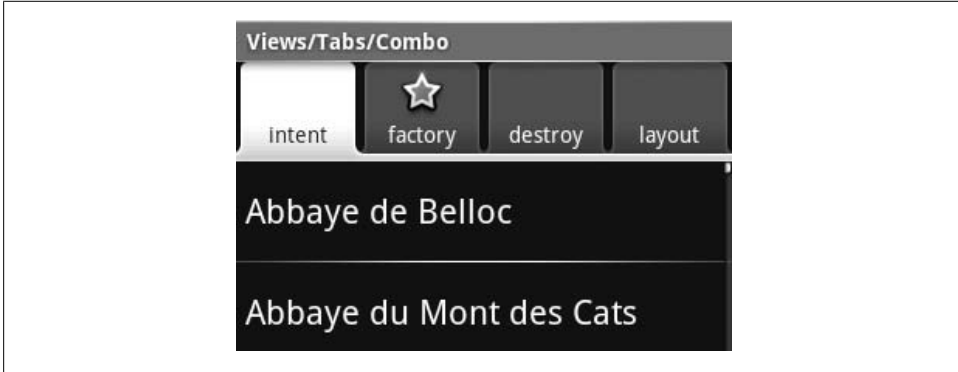 Views/Tabs/Combo
intent factory destroy layout
Abbaye de Belloc
Abbaye du Mont des Cats